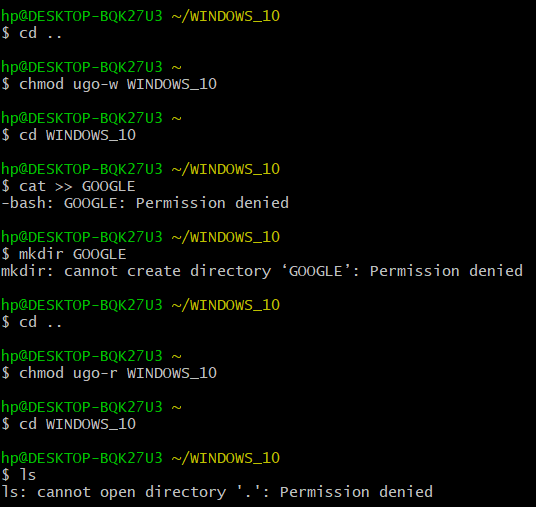 hp@DESKTOP-BQK27U3 ~/WINDOWS_10
$ cd ..
hp@DESKTOP-BQK27U3 ~
$ chmod ugo-w WINDOWS_10
hp@DESKTOP-BQK27U3 ~
$ cd WINDOWS_10
hp@DESKTOP-BQK27U3 ~/WINDOWS_10
$ cat >> GOOGLE
-bash: GOOGLE: Permission denied
hp@DESKTOP-BQK27U3 ~/WINDOWS_10
$ mkdir GOOGLE
mkdir: cannot create directory ‘GOOGLE’: Permission denied
hp@DESKTOP-BQK27U3 ~/WINDOWS_10
$ cd ..
hp@DESKTOP-BQK27U3 ~
$ chmod ugo-r WINDOWS_10
hp@DESKTOP-BQK27U3 ~
$ cd WINDOWS_10
hp@DESKTOP-BQK27U3 ~/WINDOWS_10
$ ls
ls: cannot open directory '.': Permission denied